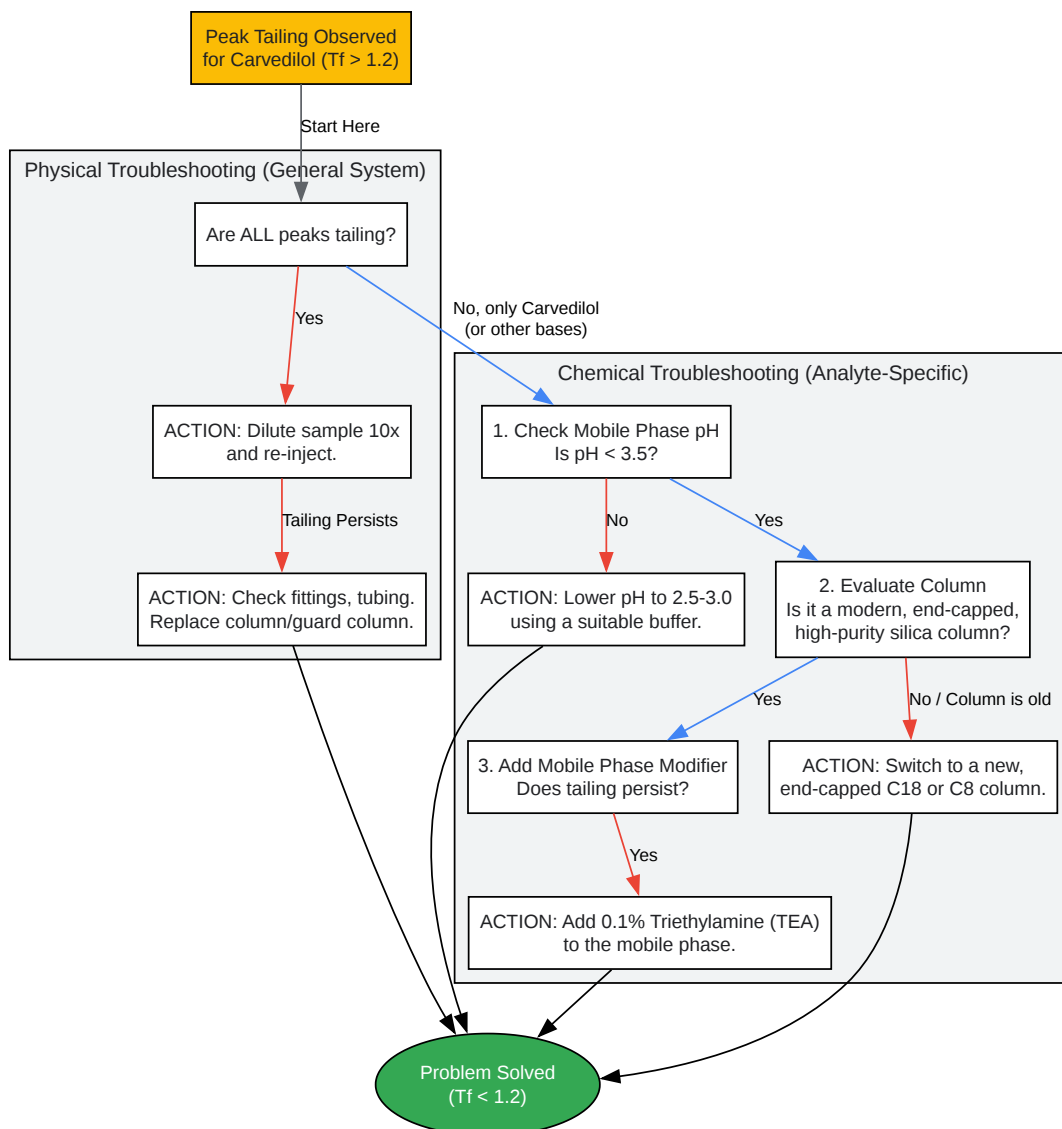 Peak Tailing Observed
for Carvedilol (Tf > 1.2)
Start Here
Physical Troubleshooting (General System)
Are ALL peaks tailing?
Yes
No, only Carvedilol
(or other bases)
Chemical Troubleshooting (Analyte-Specific)
ACTION: Dilute sample 10x
and re-inject.
1. Check Mobile Phase pH
Is pH < 3.5?
Tailing Persists
No
Yes
ACTION: Check fittings, tubing.
Replace column/guard column.
ACTION: Lower pH to 2.5-3.0
using a suitable buffer.
2. Evaluate Column
Is it a modern, end-capped,
high-purity silica column?
Yes
No / Column is old
3. Add Mobile Phase Modifier
Does tailing persist?
ACTION: Switch to a new,
end-capped C18 or C8 column.
Yes
ACTION: Add 0.1% Triethylamine (TEA)
to the mobile phase.
Problem Solved
(Tf < 1.2)